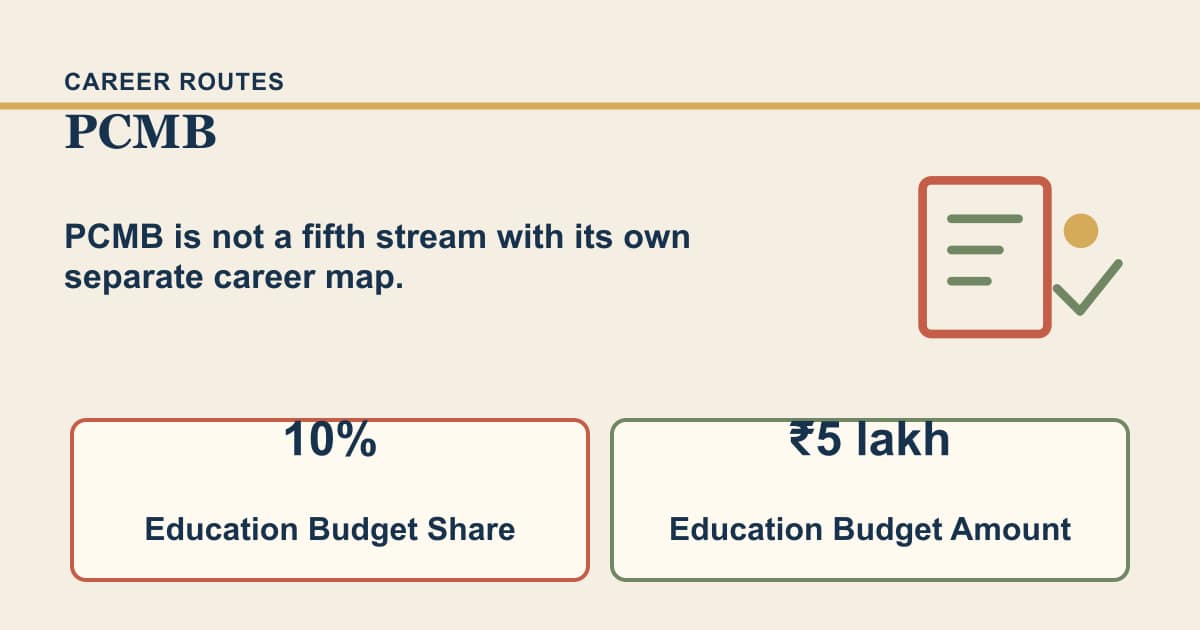 CAREER ROUTES
PCMB
PCMB is not a fifth stream with its own
separate career map.
10%
₹5 lakh
Education Budget Share
Education Budget Amount